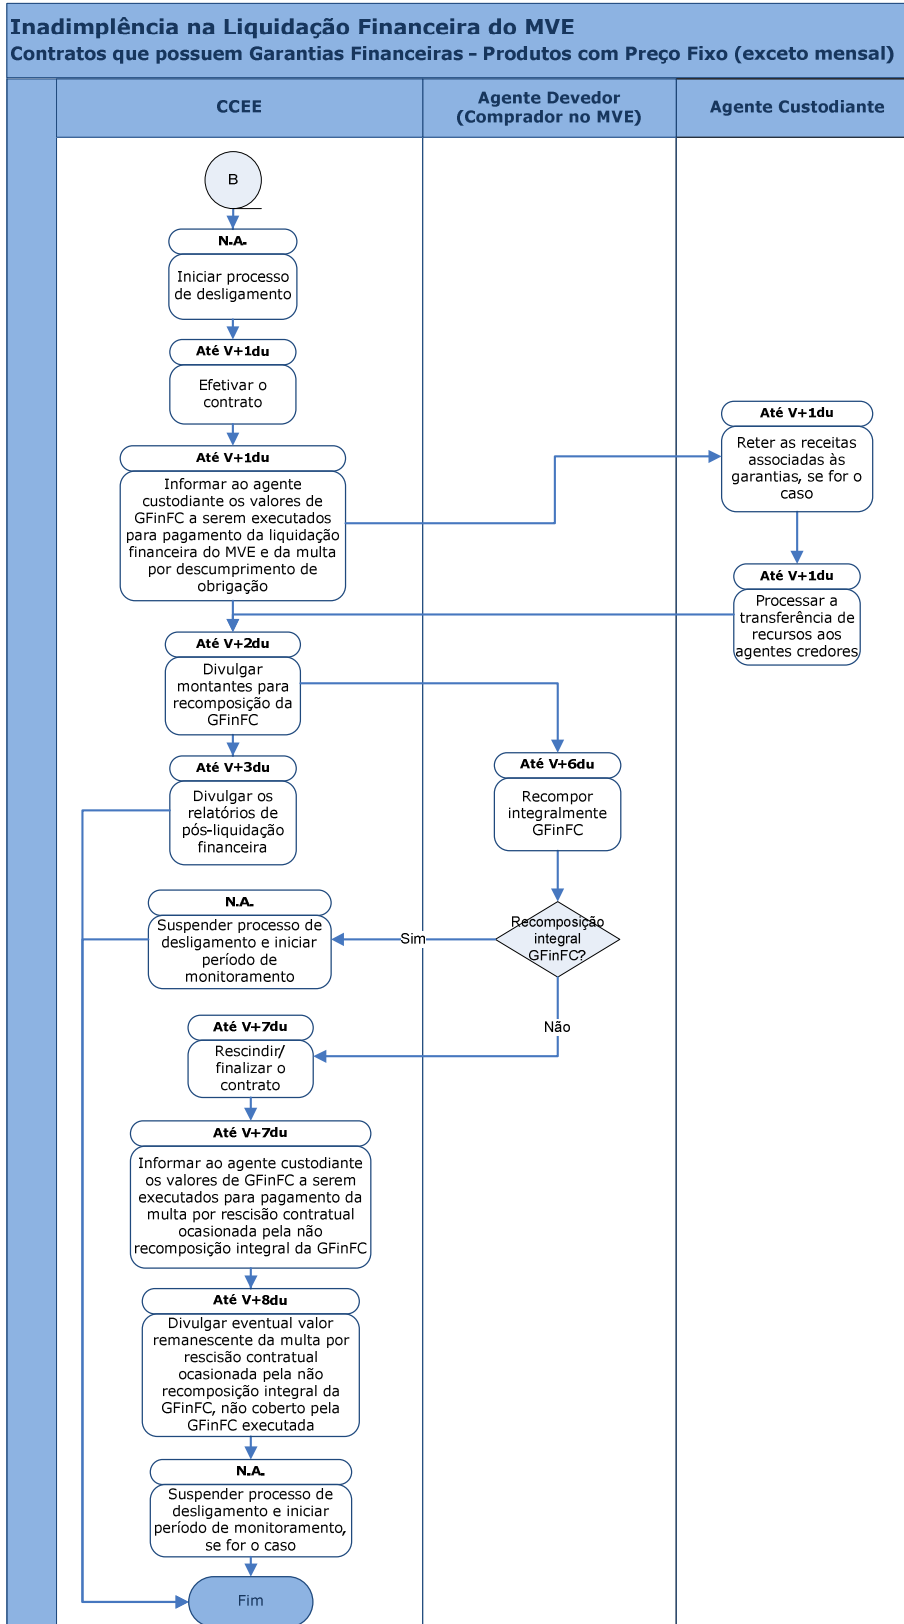 Inadimplência na Liquidação Financeira do MVE
Contratos que possuem Garantias Financeiras - Produtos com Preço Fixo (exceto mensal)
CCEE
Agente Devedor
(Comprador no MVE)
Agente Custodiante
B
N.A.
Iniciar processo
de desligamento
Até V+1du
Efetivar o
contrato
Até V+1du
Informar ao agente
custodiante os valores de
GFinFC a serem executados
para pagamento da liquidação
financeira do MVE e da multa
por descumprimento de
obrigação
Até V+1du
Reter as receitas
associadas às
garantias, se for o
caso
Até V+1du
Processar a
transferência de
recursos aos
agentes credores
Até V+2du
Divulgar
montantes para
recomposição da
GFinFC
Até V+3du
Divulgar os
relatórios de
pós-liquidação
financeira
Até V+6du
Recompor
integralmente
GFinFC
Recomposição
integral
GFinFC?
Sim
N.A.
Suspender processo de
desligamento e iniciar
período de
monitoramento
Não
Até V+7du
Rescindir/
finalizar o
contrato
Até V+7du
Informar ao agente custodiante
os valores de GFinFC a serem
executados para pagamento da
multa por rescisão contratual
ocasionada pela não
recomposição integral da GFinFC
Até V+8du
Divulgar eventual valor
remanescente da multa por
rescisão contratual
ocasionada pela não
recomposição integral da
GFinFC, não coberto pela
GFinFC executada
N.A.
Suspender processo de
desligamento e iniciar
período de monitoramento,
se for o caso
Fim